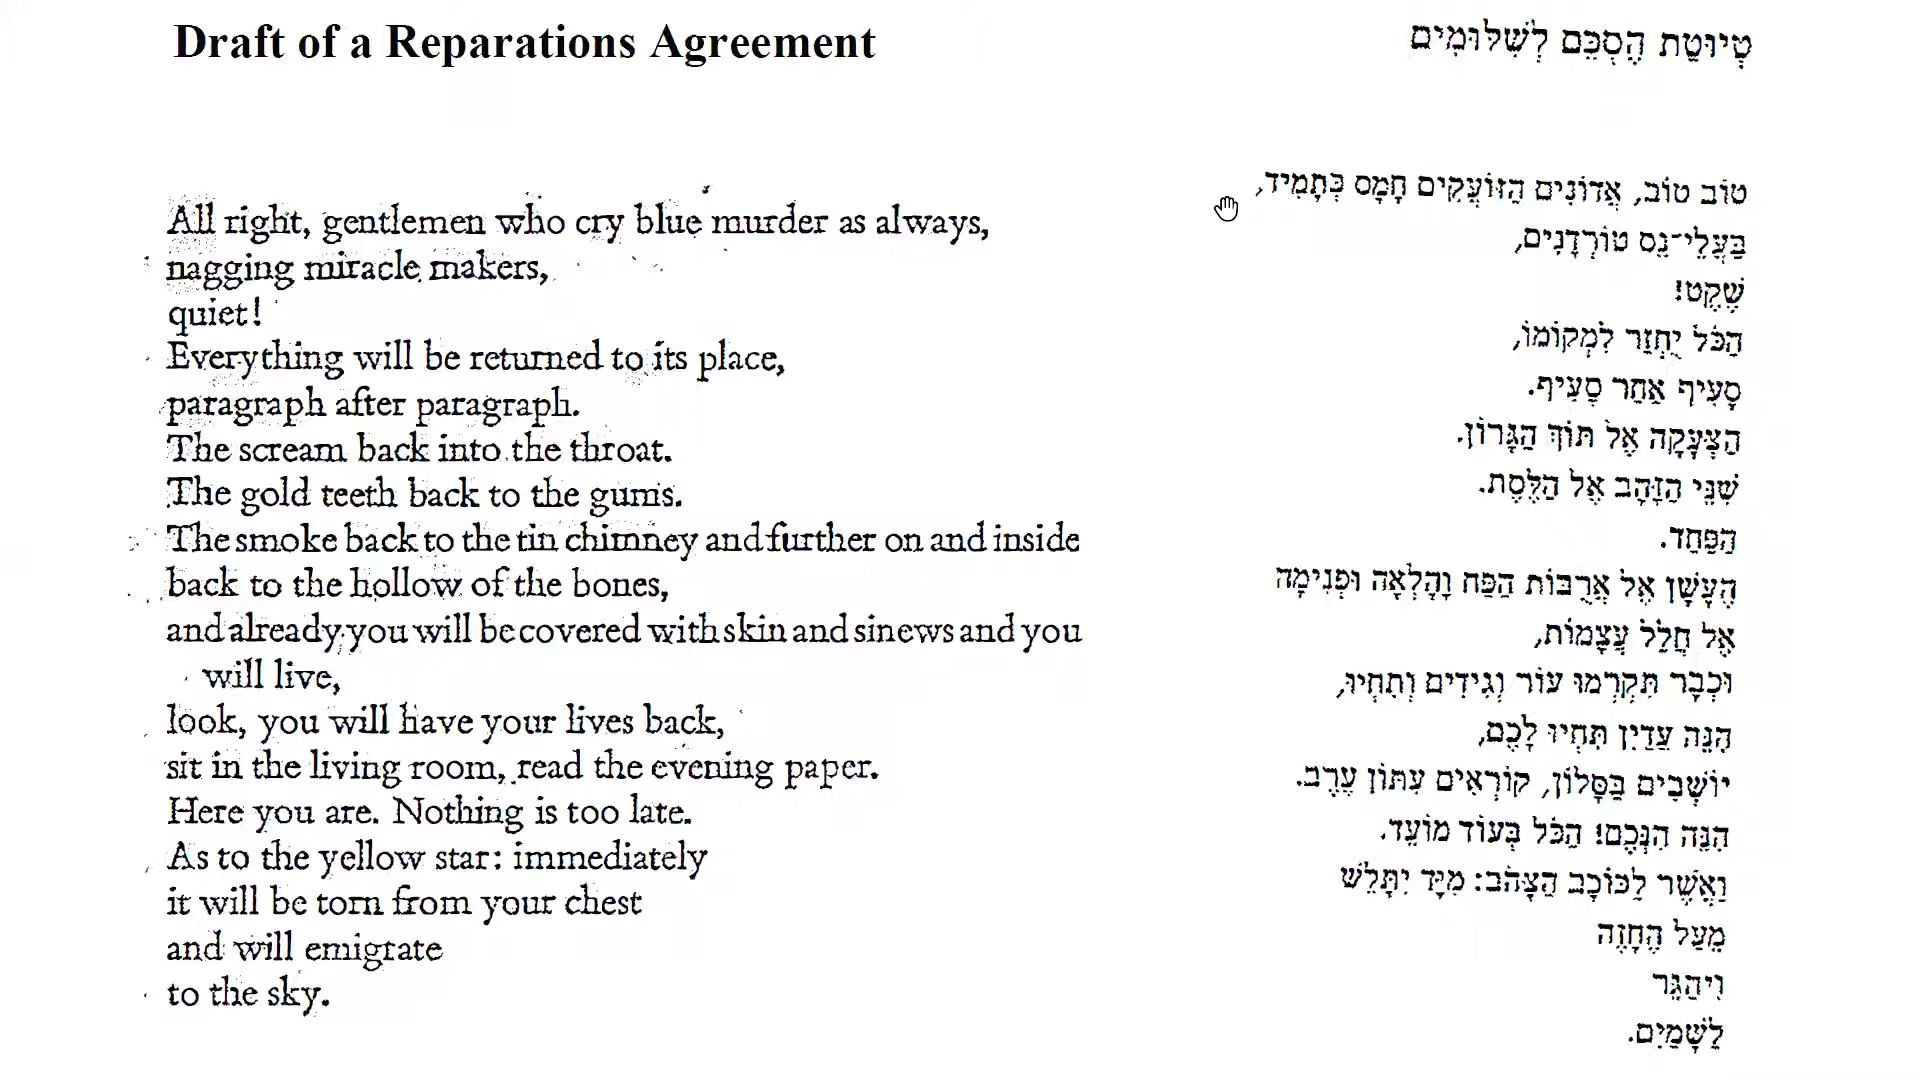 Draft of a Reparations Agreement
All right, gentlemen who cry blue murder as always,
nagging miracle makers,
quiet!
Everything will be returned to its place,
paragraph after paragraph.
The scream back into the throat.
The gold teeth back to the gums.
The smoke back to the tin chimney and further on and inside
back to the hollow of the bones,
and already you will be covered with skin and sinews and you
will live,
look, you will have your lives back,
sit in the living room, read the evening paper.
Here you are. Nothing is too late.
As to the yellow star: immediately
it will be torn from your chest
and will emigrate
to the sky.
טְיוּטַת הֶסְכֵּם לְשִׁלּוּמִים
טוֹב טוֹב, אֲדוֹנִים הַזּוֹעֲקִים חָמָס כְּתָמִיד,
בַּעֲלֵי־נֵס טוֹרְדָנִים,
שֶׁקֶט!
הַכֹּל יֻחְזַר לִמְקוֹמוֹ,
סָעִיף אַחַר סָעִיף.
הַצְּעָקָה אֶל תּוֹךְ הַגָּרוֹן.
שִׁנֵּי הַזָּהָב אֶל הַלֶּסֶת.
הַפַּחַד.
הֶעָשָׁן אֶל אֲרֻבּוֹת הַפַּח וָהָלְאָה וּפְנִימָה
אֶל חֲלַל עֲצָמוֹת,
וּכְבָר תִּקְרְמוּ עוֹר וְגִידִים וְתִחְיוּ,
הִנֵּה עֲדַיִן תִּחְיוּ לָכֶם,
יוֹשְׁבִים בַּסָּלוֹן, קוֹרְאִים עִתּוֹן עֶרֶב.
הִנֵּה הִנְּכֶם! הַכֹּל בְּעוֹד מוֹעֵד.
וַאֲשֶׁר לַכּוֹכָב הַצָּהֹב: מִיָּד יִתָּלֵשׁ
מֵעַל הֶחָזֶה
וִיהַגֵּר
לַשָּׁמַיִם.